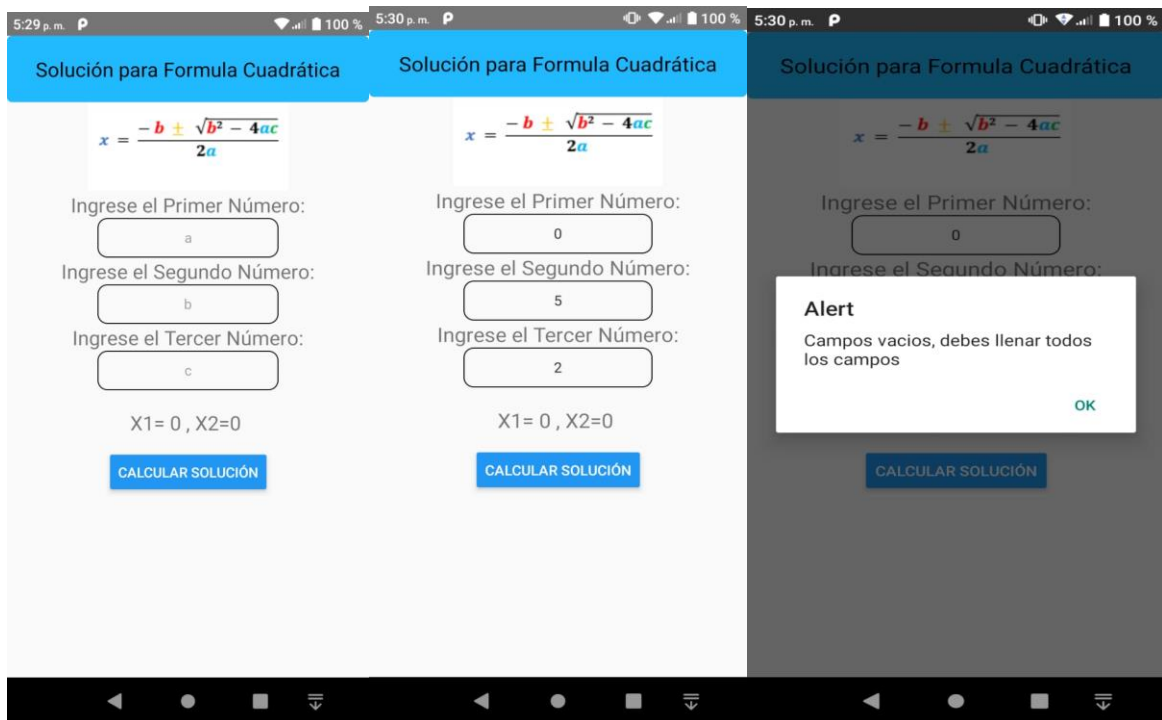 5:29 p.m. 100 %
Solución para Formula Cuadrática
x = −b ± √b² − 4ac
2a
Ingrese el Primer Número:
a
Ingrese el Segundo Número:
b
Ingrese el Tercer Número:
c
X1= 0 , X2=0
CALCULAR SOLUCIÓN
5:30 p.m. 100 %
Solución para Formula Cuadrática
x = −b ± √b² − 4ac
2a
Ingrese el Primer Número:
0
Ingrese el Segundo Número:
5
Ingrese el Tercer Número:
2
X1= 0 , X2=0
CALCULAR SOLUCIÓN
5:30 p.m. 100 %
Solución para Formula Cuadrática
x = −b ± √b² − 4ac
2a
Ingrese el Primer Número:
0
Ingrese el Segundo Número:
Alert
Campos vacios, debes llenar todos
los campos
OK
CALCULAR SOLUCIÓN